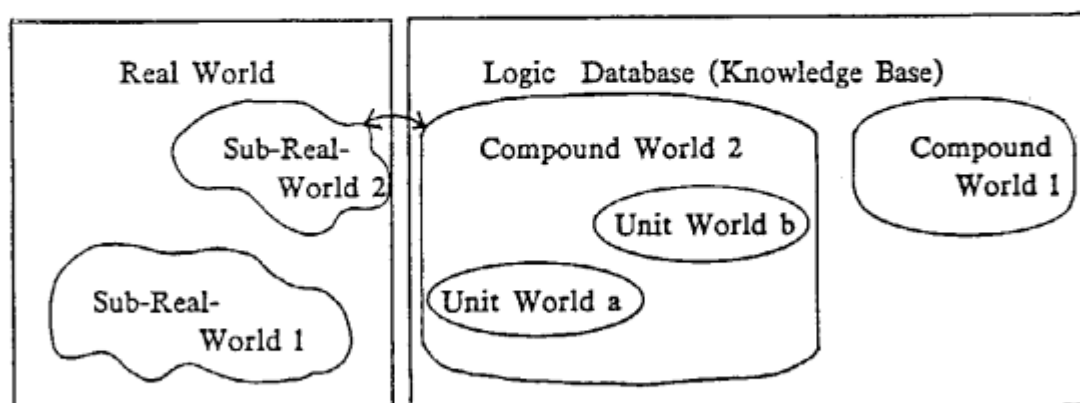 Real World
Sub-Real-
World 2
Sub-Real-
World 1
Logic Database (Knowledge Base)
Compound World 2
Unit World b
Unit World a
Compound
World 1